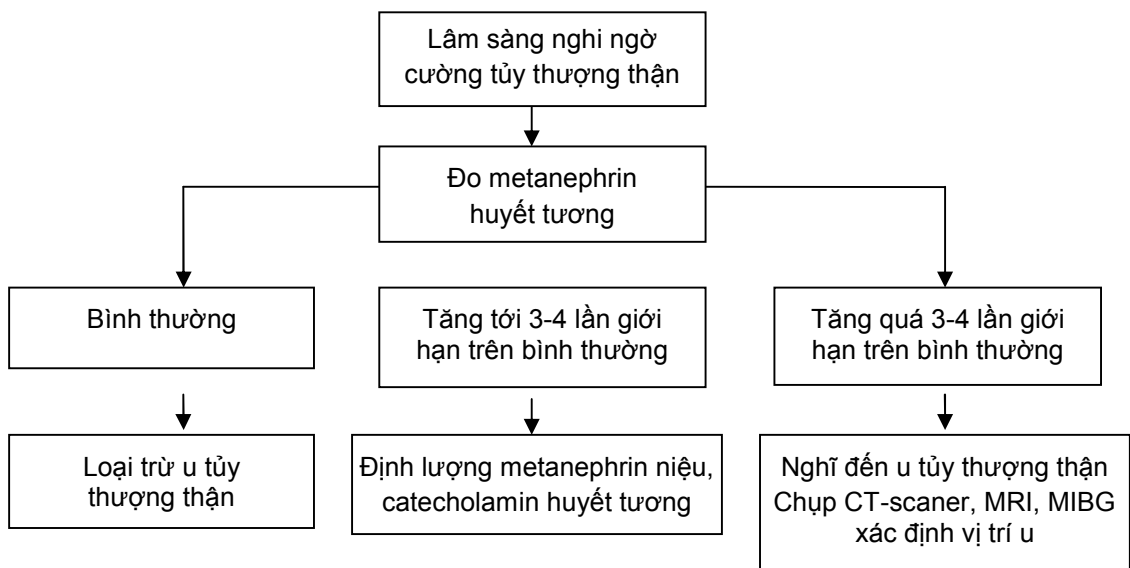 Lâm sàng nghi ngờ
cường tủy thượng thận
Đo metanephrin
huyết tương
Bình thường
Tăng tới 3-4 lần giới
hạn trên bình thường
Tăng quá 3-4 lần giới
hạn trên bình thường
Loại trừ u tủy
thượng thận
Định lượng metanephrin niệu,
catecholamin huyết tương
Nghĩ đến u tủy thượng thận
Chụp CT-scaner, MRI, MIBG
xác định vị trí u